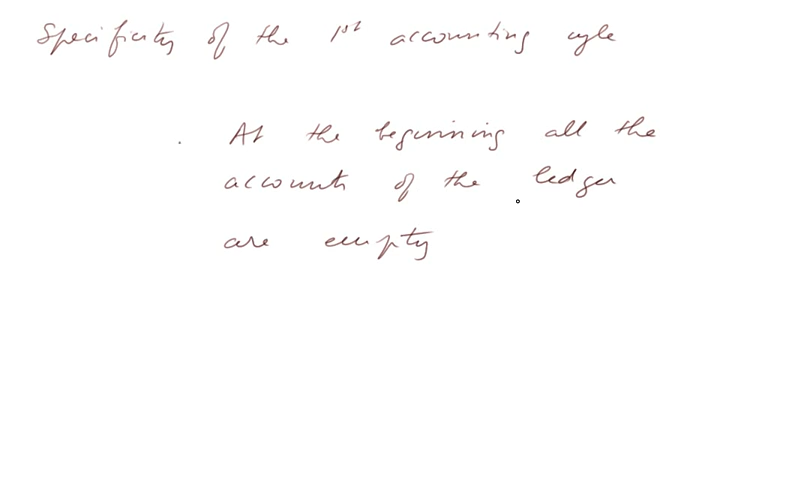 Specificity of the 1st accounting cycle
. At the beginning all the
accounts of the ledger
are empty